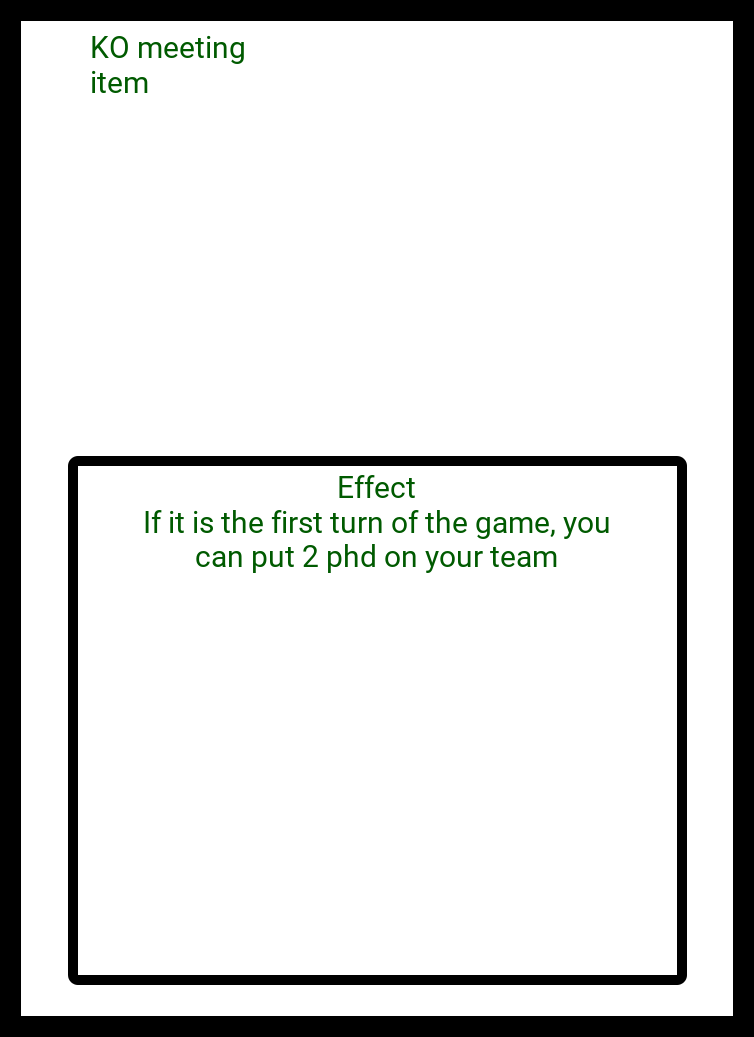 KO meeting
item
Effect
If it is the first turn of the game, you
can put 2 phd on your team